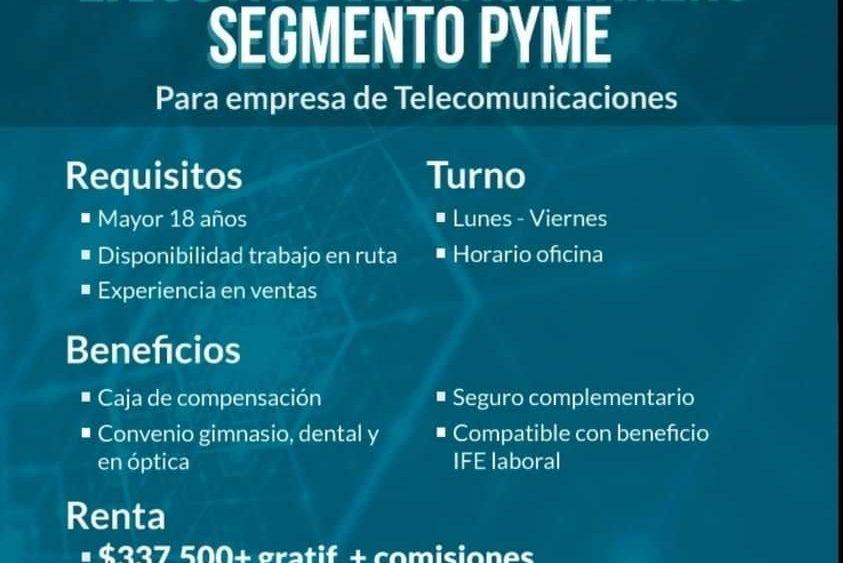 SEGMENTO PYME
Para empresa de Telecomunicaciones
Requisitos
▪ Mayor 18 años
▪ Disponibilidad trabajo en ruta
▪ Experiencia en ventas
Turno
▪ Lunes - Viernes
▪ Horario oficina
Beneficios
▪ Caja de compensación
▪ Convenio gimnasio, dental y
en óptica
▪ Seguro complementario
▪ Compatible con beneficio
IFE laboral
Renta
▪ $337.500+ gratif. + comisiones